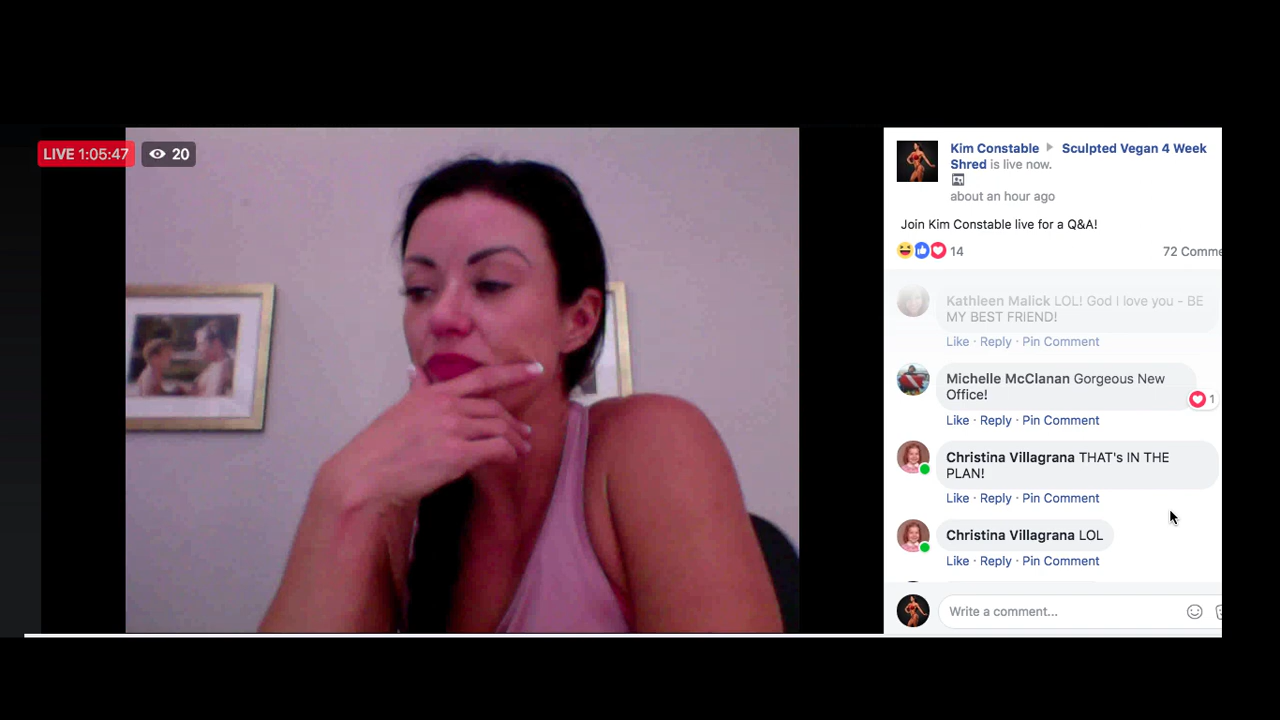 LIVE 1:05:47
20
Kim Constable Sculpted Vegan 4 Week
Shred is live now.
about an hour ago
Join Kim Constable live for a Q&A!
14
72 Comme
Kathleen Malick LOL! God I love you - BE
MY BEST FRIEND!
Like · Reply · Pin Comment
Michelle McClanan Gorgeous New
Office!
1
Like · Reply · Pin Comment
Christina Villagrana THAT's IN THE
PLAN!
Like · Reply · Pin Comment
Christina Villagrana LOL
Like · Reply · Pin Comment
Write a comment...